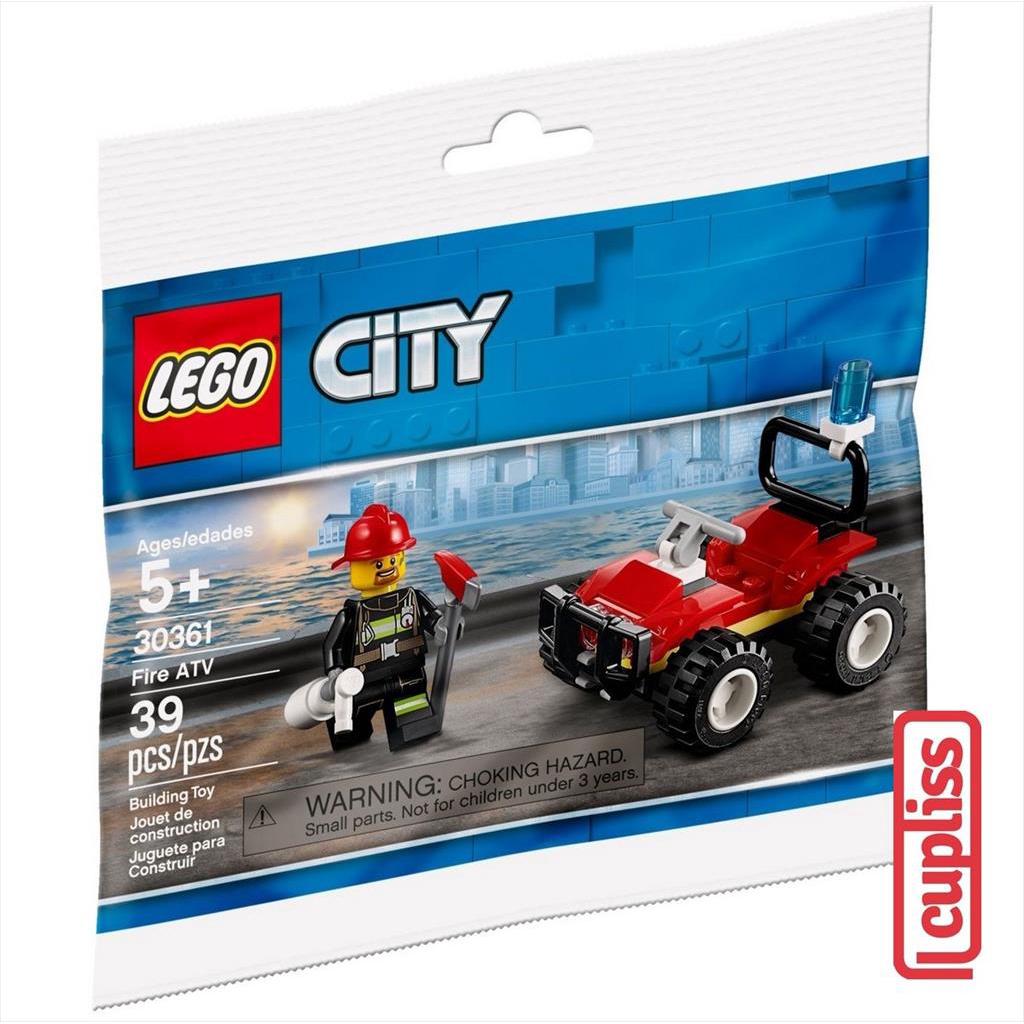 LEGO
CITY
Ages/edades
5+
30361
Fire ATV
39
pcs/pzs
Building Toy
Jouet de
construction
Juguete para
Construir
WARNING: CHOKING HAZARD.
Small parts. Not for children under 3 years.
cupliss